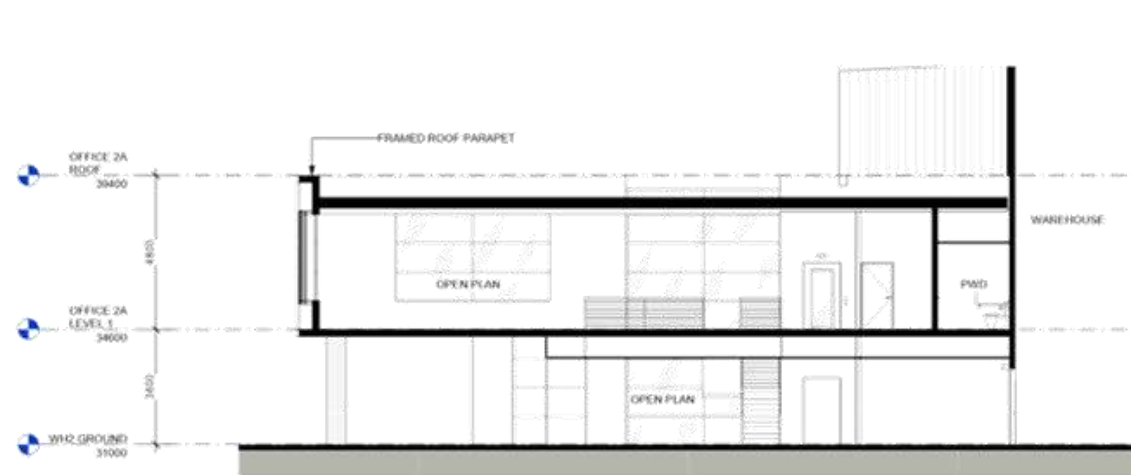 FRAMED ROOF PARAPET
OFFICE 2A
ROOF
39400
WAREHOUSE
4800
OPEN PLAN
PWD
OFFICE 2A
LEVEL 1
34600
3600
OPEN PLAN
WH2 GROUND
31000